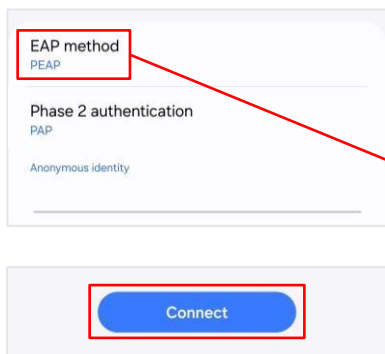 EAP method
PEAP
Phase 2 authentication
PAP
Anonymous identity
Connect